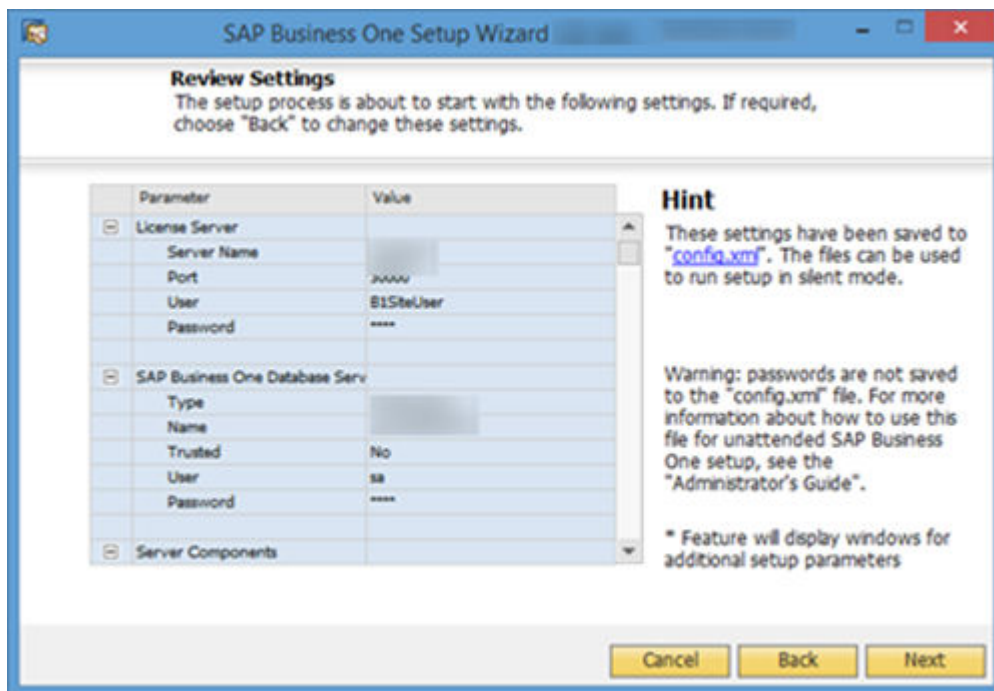 SAP Business One Setup Wizard
Review Settings
The setup process is about to start with the following settings. If required,
choose "Back" to change these settings.
Parameter Value
License Server
Server Name
Port
User B1SiteUser
Password ****
SAP Business One Database Serv
Type
Name
Trusted No
User sa
Password ****
Server Components
Hint
These settings have been saved to
"config.xml". The files can be used
to run setup in silent mode.
Warning: passwords are not saved
to the "config.xml" file. For more
information about how to use this
file for unattended SAP Business
One setup, see the
"Administrator's Guide".
* Feature will display windows for
additional setup parameters
Cancel Back Next